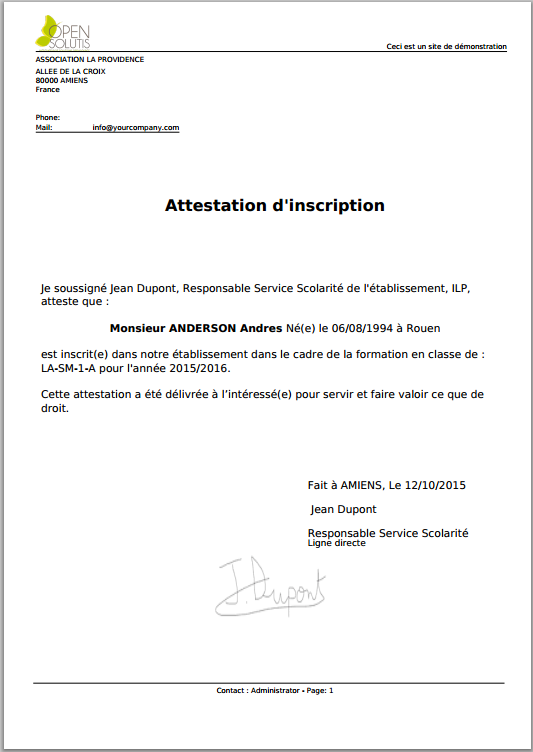 OPEN
SOLUTIS
Ceci est un site de démonstration
ASSOCIATION LA PROVIDENCE
ALLEE DE LA CROIX
80000 AMIENS
France
Phone:
Mail: info@yourcompany.com
Attestation d'inscription
Je soussigné Jean Dupont, Responsable Service Scolarité de l'établissement, ILP,
atteste que :
Monsieur ANDERSON Andres Né(e) le 06/08/1994 à Rouen
est inscrit(e) dans notre établissement dans le cadre de la formation en classe de :
LA-SM-1-A pour l'année 2015/2016.
Cette attestation a été délivrée à l’intéressé(e) pour servir et faire valoir ce que de
droit.
Fait à AMIENS, Le 12/10/2015
Jean Dupont
Responsable Service Scolarité
Ligne directe
J.Dupont
Contact : Administrator • Page: 1